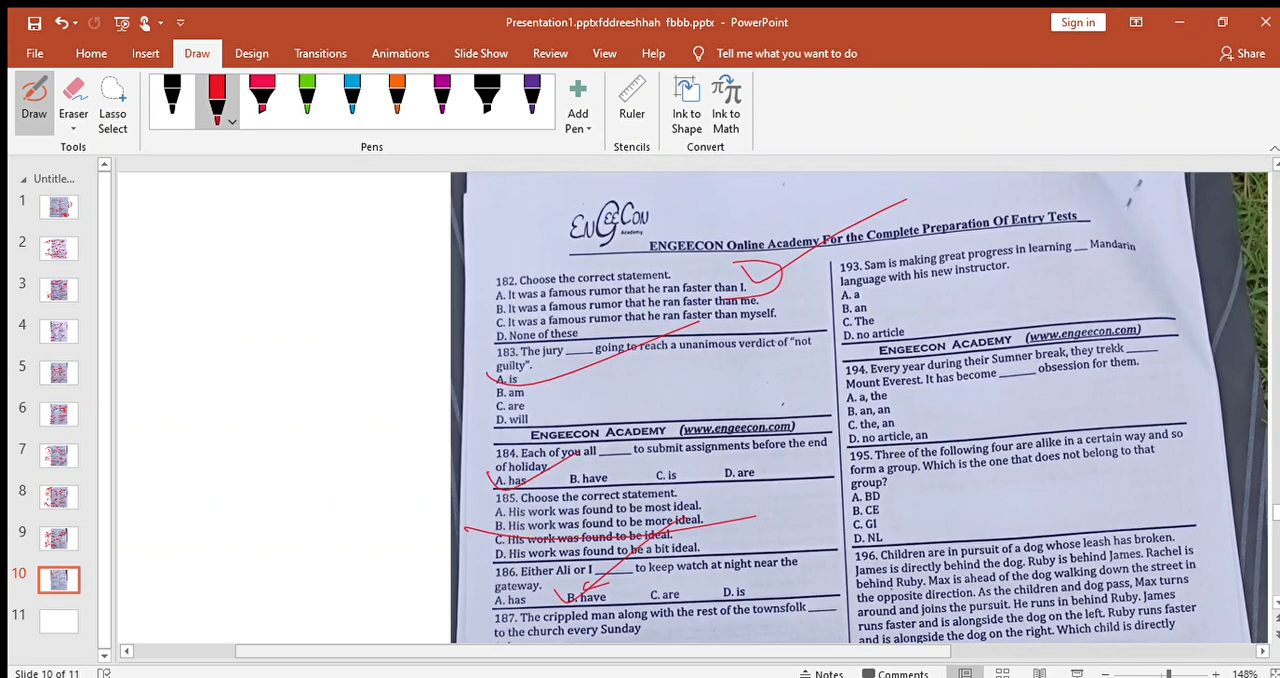 Presentation1.pptxfddreeshhah fbbb.pptx - PowerPoint
Sign in
File
Home
Insert
Draw
Design
Transitions
Animations
Slide Show
Review
View
Help
Tell me what you want to do
Share
Draw
Eraser
Lasso
Select
Add
Pen
Ruler
Ink to
Shape
Ink to
Math
Tools
Pens
Stencils
Convert
Untitle...
1
2
3
4
5
6
7
8
9
10
11
ENGEECON
Academy
ENGEECON Online Academy For the Complete Preparation Of Entry Tests
182. Choose the correct statement.
A. It was a famous rumor that he ran faster than I.
B. It was a famous rumor that he ran faster than me.
C. It was a famous rumor that he ran faster than myself.
D. None of these
183. The jury _____ going to reach a unanimous verdict of "not
guilty".
A. is
B. am
C. are
D. will
ENGEECON ACADEMY (www.engeecon.com)
184. Each of you all ______ to submit assignments before the end
of holiday
A. has B. have C. is D. are
185. Choose the correct statement.
A. His work was found to be most ideal.
B. His work was found to be more ideal.
C. His work was found to be ideal.
D. His work was found to be a bit ideal.
186. Either Ali or I ______ to keep watch at night near the
gateway.
A. has B. have C. are D. is
187. The crippled man along with the rest of the townsfolk _____
to the church every Sunday
193. Sam is making great progress in learning ___ Mandarin
language with his new instructor.
A. a
B. an
C. The
D. no article
ENGEECON ACADEMY (www.engeecon.com)
194. Every year during their Sumner break, they trekk _____
Mount Everest. It has become ______ obsession for them.
A. a, the
B. an, an
C. the, an
D. no article, an
195. Three of the following four are alike in a certain way and so
form a group. Which is the one that does not belong to that
group?
A. BD
B. CE
C. GI
D. NL
196. Children are in pursuit of a dog whose leash has broken.
James is directly behind the dog. Ruby is behind James. Rachel is
behind Ruby. Max is ahead of the dog walking down the street in
the opposite direction. As the children and dog pass, Max turns
around and joins the pursuit. He runs in behind Ruby. James
runs faster and is alongside the dog on the left. Ruby runs faster
and is alongside the dog on the right. Which child is directly
Slide 10 of 11
Notes
Comments
148%